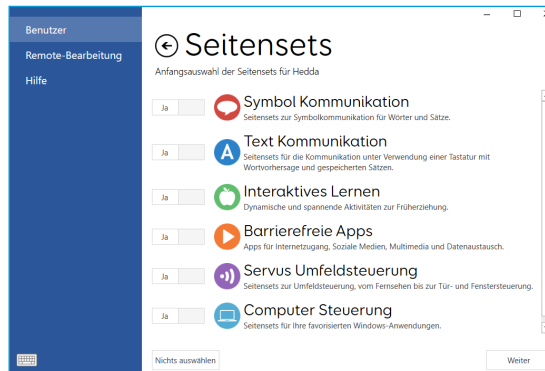 Benutzer
Remote-Bearbeitung
Hilfe
Seitensets
Anfangsauswahl der Seitensets für Hedda
Ja
Symbol Kommunikation
Seitensets zur Symbolkommunikation für Wörter und Sätze.
Ja
A
Text Kommunikation
Seitensets für die Kommunikation unter Verwendung einer Tastatur mit
Wortvorhersage und gespeicherten Sätzen.
Ja
Interaktives Lernen
Dynamische und spannende Aktivitäten zur Früherziehung.
Ja
Barrierefreie Apps
Apps für Internetzugang, Soziale Medien, Multimedia und Datenaustausch.
Ja
Servus Umfeldsteuerung
Seitensets zur Umfeldsteuerung, vom Fernsehen bis zur Tür- und Fenstersteuerung.
Ja
Computer Steuerung
Seitensets für Ihre favorisierten Windows-Anwendungen.
Nichts auswählen
Weiter